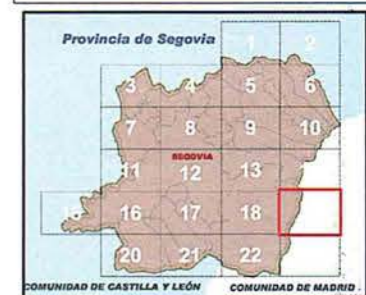 Provincia de Segovia
1 2
3 4 5 6
7 8 9 10
SEGOVIA
11 12 13
15 16 17 18
20 21 22
COMUNIDAD DE CASTILLA Y LEÓN COMUNIDAD DE MADRID